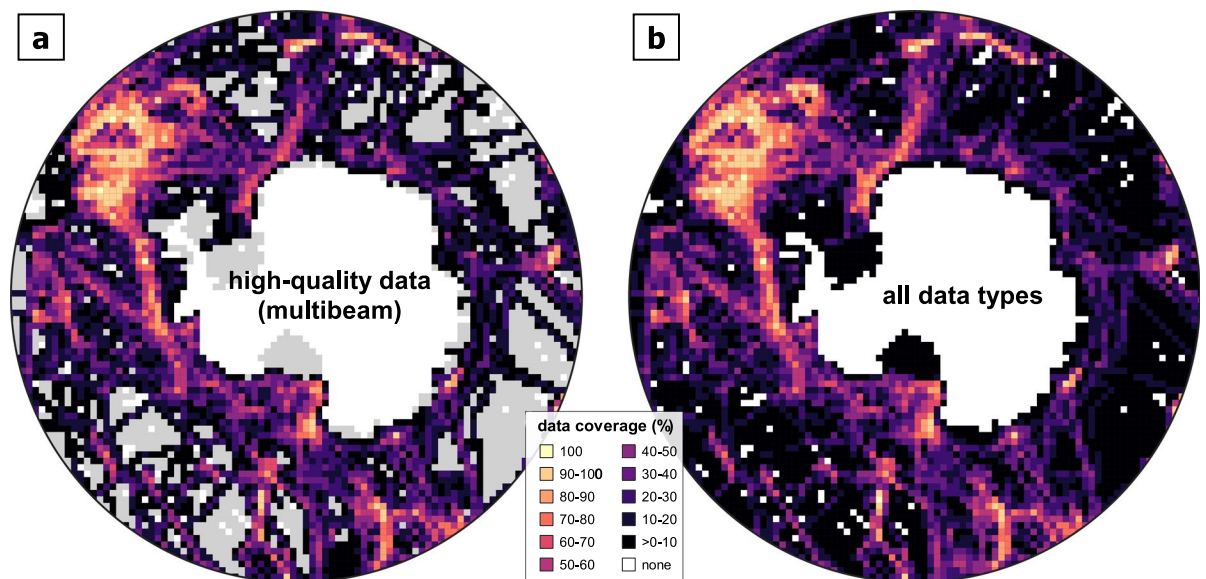 a
b
high-quality data
(multibeam)
all data types
data coverage (%)
100
90-100
80-90
70-80
60-70
50-60
40-50
30-40
20-30
10-20
>0-10
none